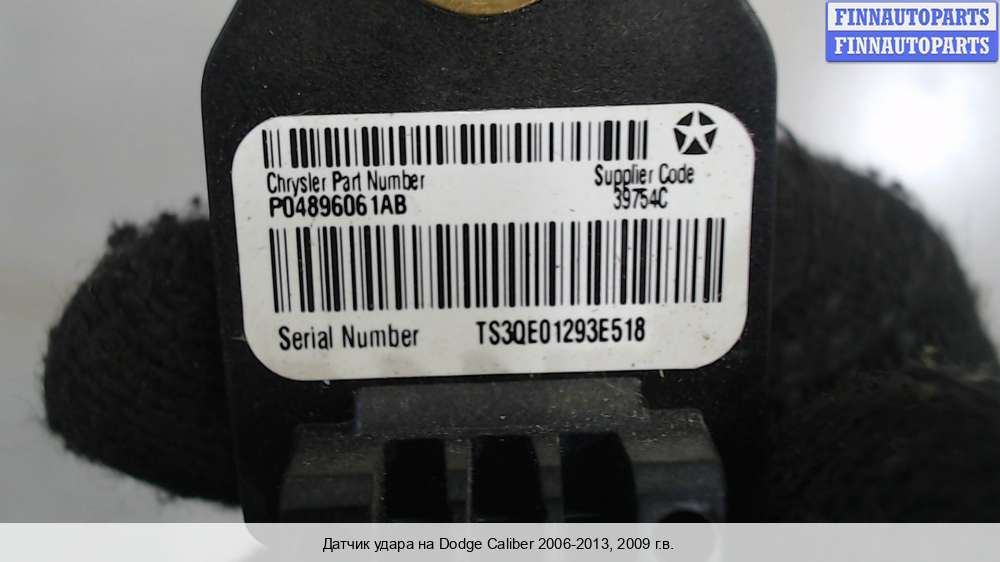 FINNAUTOPARTS
FINNAUTOPARTS
Chrysler Part Number
P04896061AB
Supplier Code
39754C
Serial Number TS3QE01293E518
Датчик удара на Dodge Caliber 2006-2013, 2009 г.в.